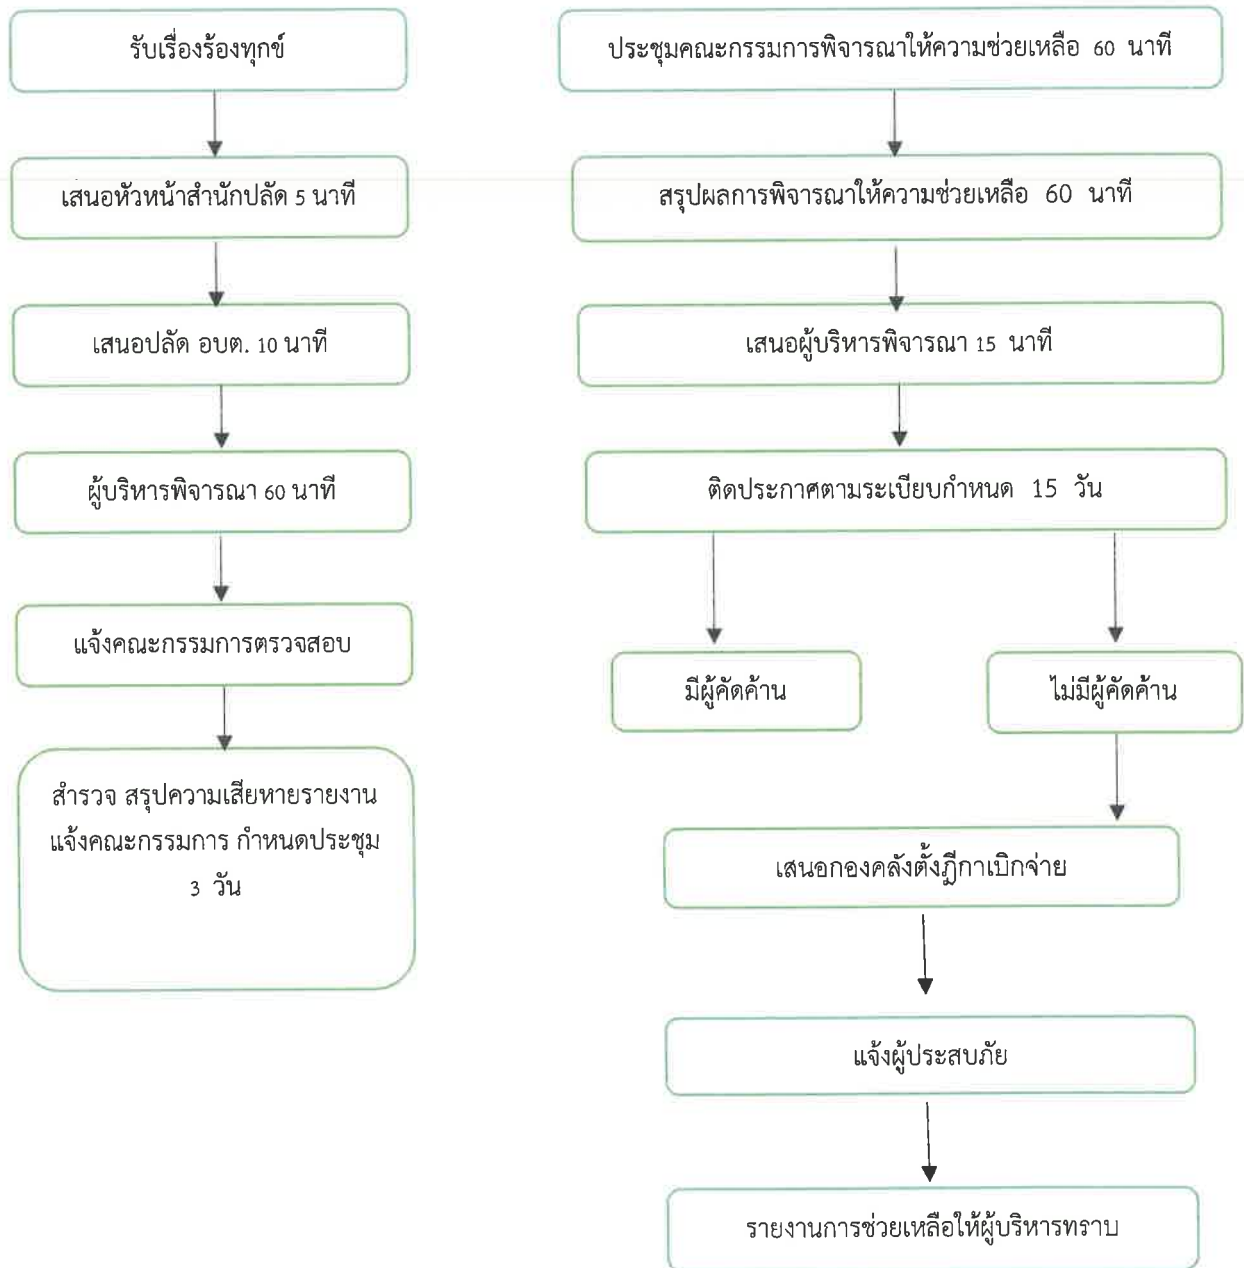 รับเรื่องร้องทุกข์
เสนอหัวหน้าสำนักปลัด 5 นาที
เสนอปลัด อบต. 10 นาที
ผู้บริหารพิจารณา 60 นาที
แจ้งคณะกรรมการตรวจสอบ
สำรวจ สรุปความเสียหายรายงาน
แจ้งคณะกรรมการ กำหนดประชุม
3 วัน
ประชุมคณะกรรมการพิจารณาให้ความช่วยเหลือ 60 นาที
สรุปผลการพิจารณาให้ความช่วยเหลือ 60 นาที
เสนอผู้บริหารพิจารณา 15 นาที
ติดประกาศตามระเบียบกำหนด 15 วัน
มีผู้คัดค้าน
ไม่มีผู้คัดค้าน
เสนอกองคลังตั้งฎีกาเบิกจ่าย
แจ้งผู้ประสบภัย
รายงานการช่วยเหลือให้ผู้บริหารทราบ